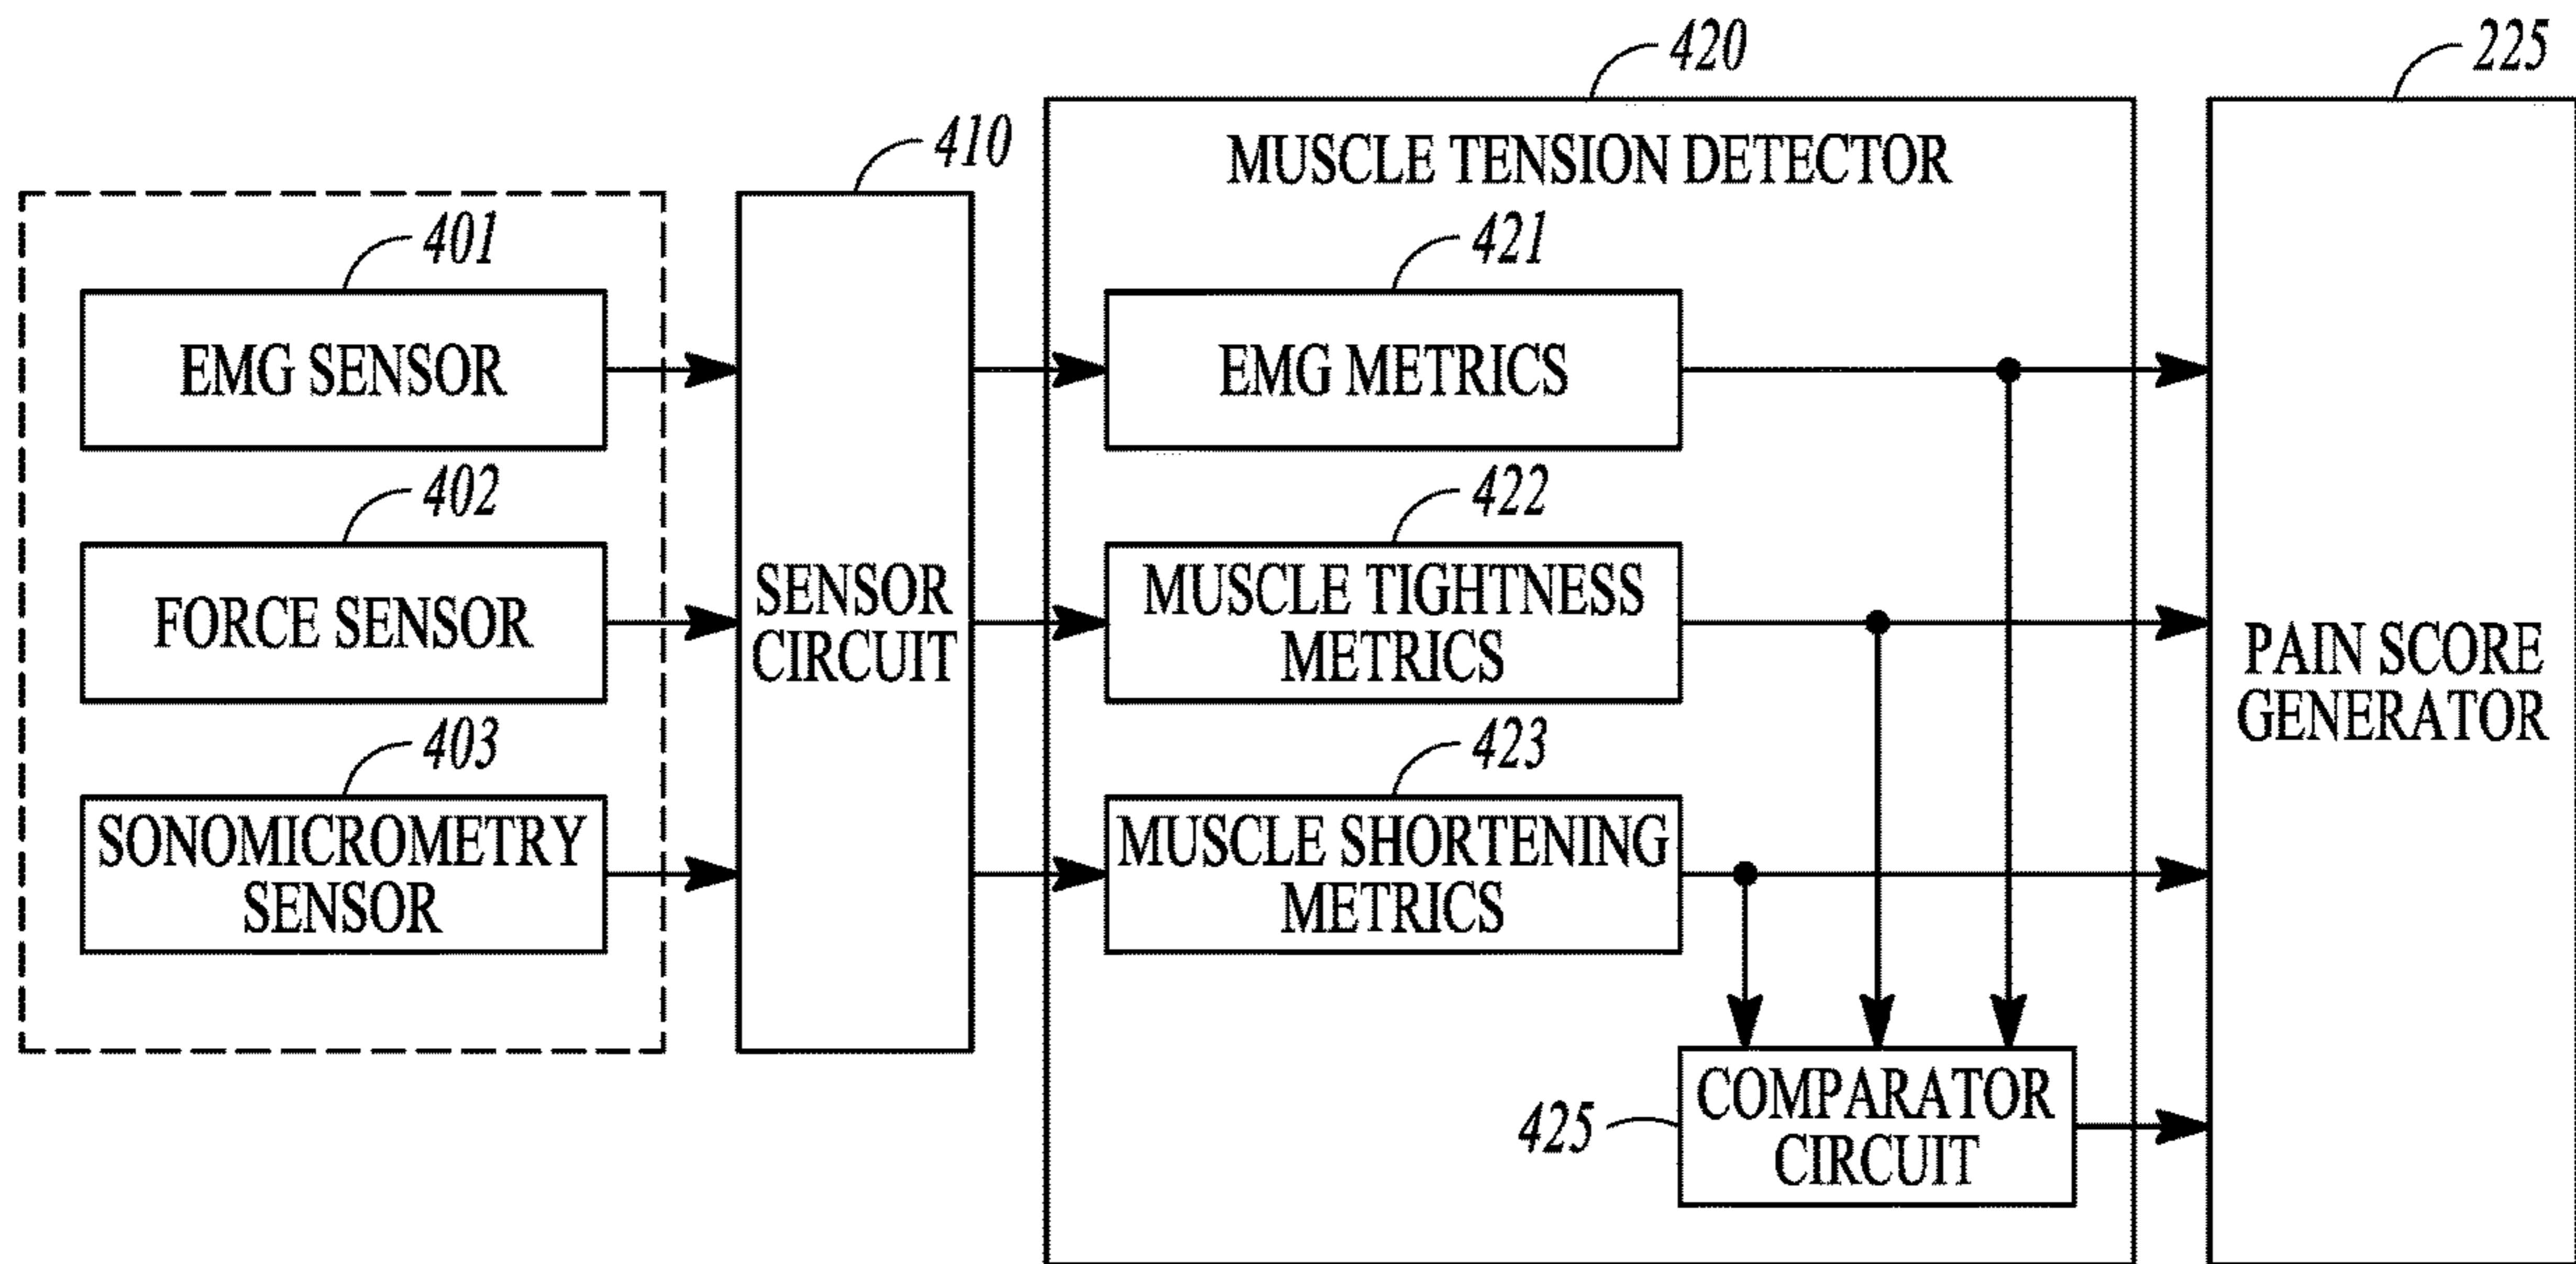 420
225
410
MUSCLE TENSION DETECTOR
401
421
EMG SENSOR
EMG METRICS
402
422
FORCE SENSOR
SENSOR
CIRCUIT
MUSCLE TIGHTNESS
METRICS
PAIN SCORE
GENERATOR
403
423
SONOMICROMETRY
SENSOR
MUSCLE SHORTENING
METRICS
425
COMPARATOR
CIRCUIT